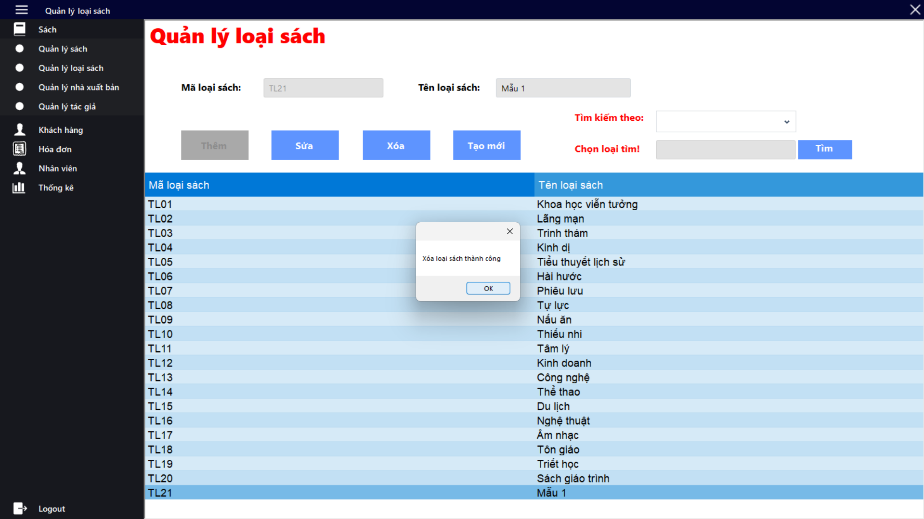 Quản lý loại sách
Sách
Quản lý sách
Quản lý loại sách
Quản lý nhà xuất bản
Quản lý tác giả
Khách hàng
Hóa đơn
Nhân viên
Thống kê
Logout
Quản lý loại sách
Mã loại sách: TL21 Tên loại sách: Mẫu 1
Tìm kiếm theo:
Thêm Sửa Xóa Tạo mới
Chọn loại tìm! Tìm
Mã loại sách Tên loại sách
TL01 Khoa học viễn tưởng
TL02 Lãng mạn
TL03 Trinh thám
TL04 Kinh dị
TL05 Tiểu thuyết lịch sử
TL06 Hài hước
TL07 Phiêu lưu
TL08 Tự lực
TL09 Nấu ăn
TL10 Thiếu nhi
TL11 Tâm lý
TL12 Kinh doanh
TL13 Công nghệ
TL14 Thể thao
TL15 Du lịch
TL16 Nghệ thuật
TL17 Âm nhạc
TL18 Tôn giáo
TL19 Triết học
TL20 Sách giáo trình
TL21 Mẫu 1
Xóa loại sách thành công
OK